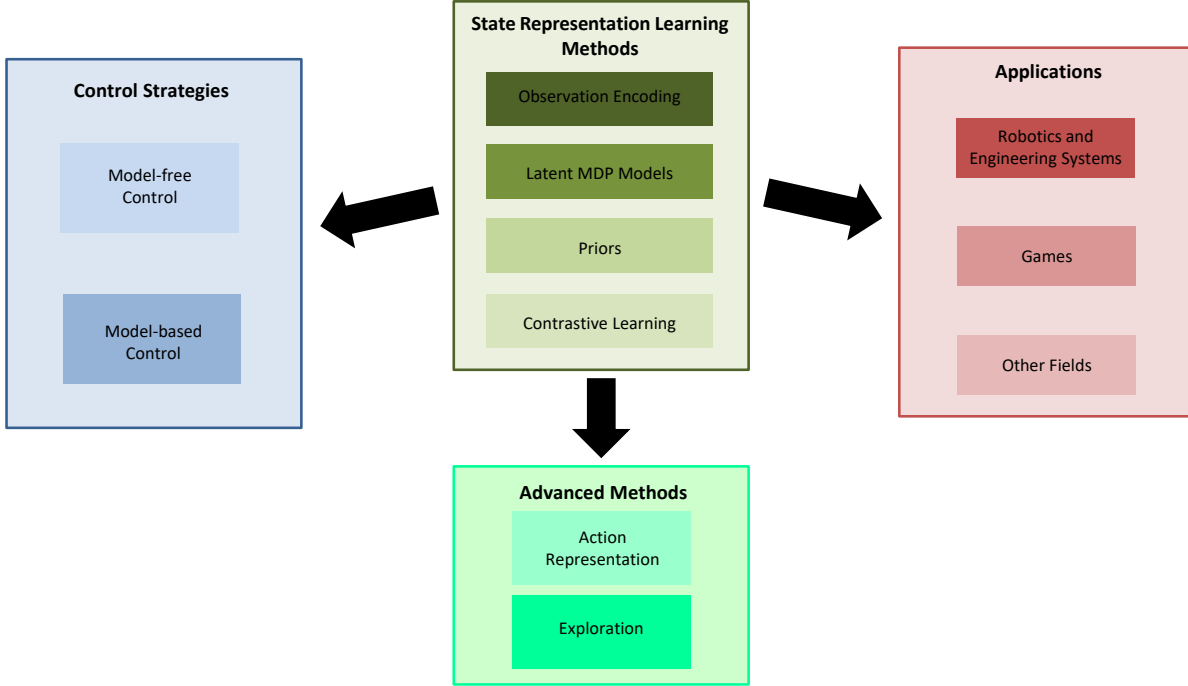 State Representation Learning
Methods
Observation Encoding
Latent MDP Models
Priors
Contrastive Learning
Control Strategies
Model-free
Control
Model-based
Control
Applications
Robotics and
Engineering Systems
Games
Other Fields
Advanced Methods
Action
Representation
Exploration